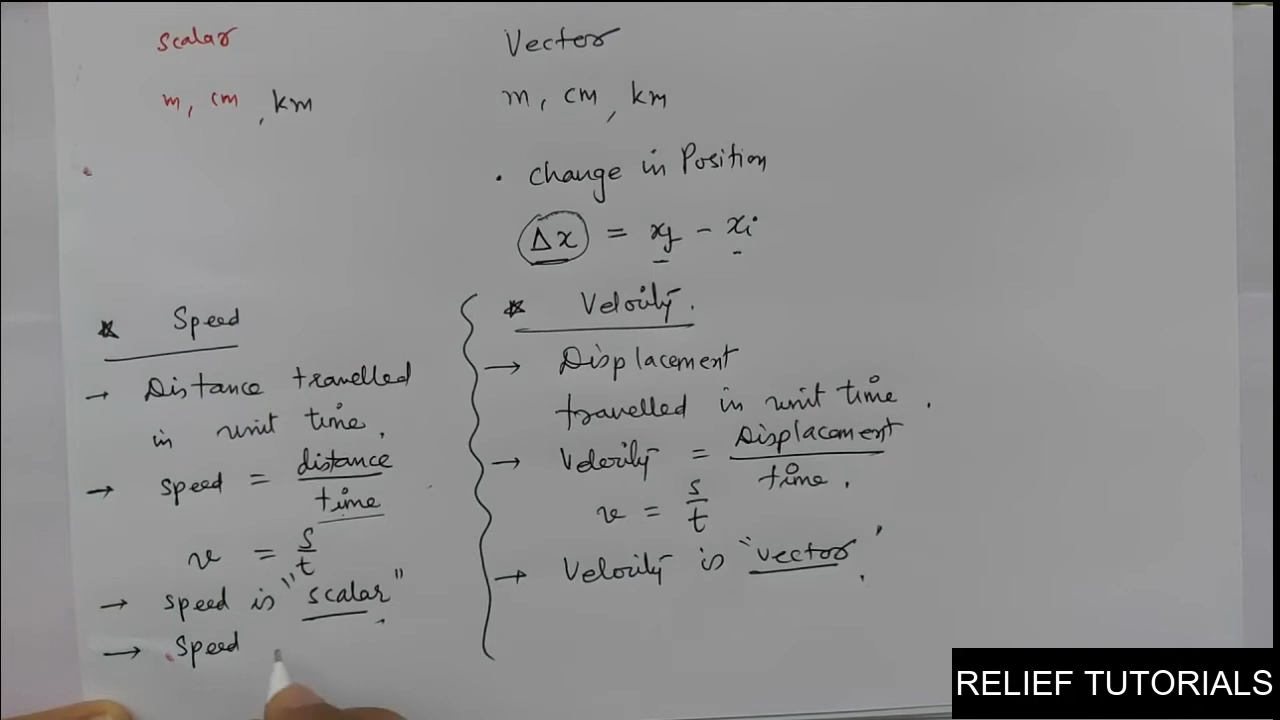 Scalar
m, cm, km
Vector
m, cm, km
• change in Position
Δx = xf - xi
* Speed
→ Distance travelled
in unit time,
→ speed = distance/time
v = s/t
→ speed is "scalar".
→ Speed
* Velocity.
→ Displacement
travelled in unit time.
→ Velocity = Displacement/time.
v = s/t
→ Velocity is "vector".
RELIEF TUTORIALS